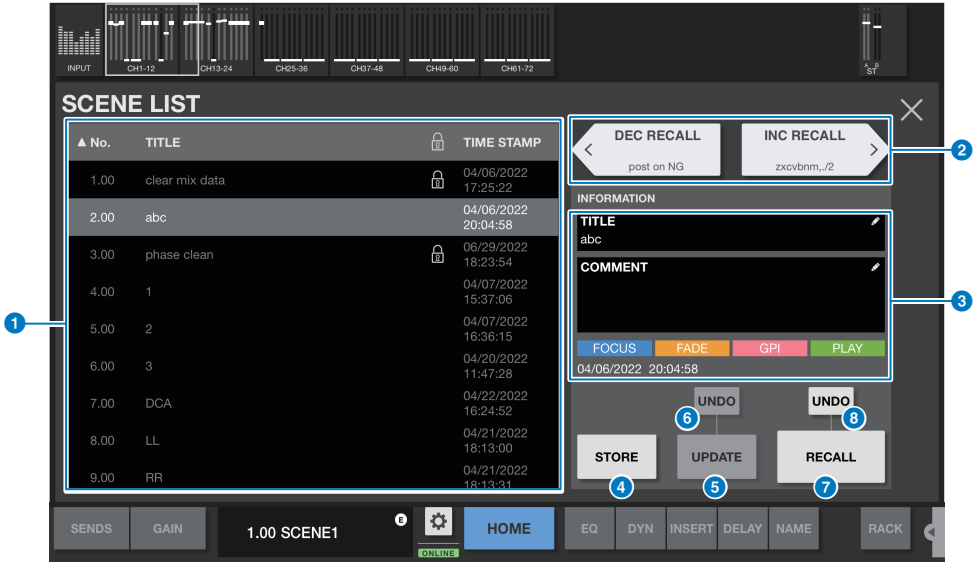 INPUT CH1-12 CH13-24 CH25-36 CH37-48 CH49-60 CH61-72 A B ST
SCENE LIST
▲ No. TITLE TIME STAMP
1.00 clear mix data 04/06/2022 17:25:22
2.00 abc 04/06/2022 20:04:58
3.00 phase clean 06/29/2022 18:23:54
4.00 1 04/07/2022 15:37:06
5.00 2 04/07/2022 16:36:15
6.00 3 04/20/2022 11:47:28
7.00 DCA 04/22/2022 16:24:52
8.00 LL 04/21/2022 18:13:00
9.00 RR 04/21/2022 18:13:31
1
DEC RECALL
post on NG
INC RECALL
zxcvbnm,./2
2
INFORMATION
TITLE
abc
COMMENT
3
FOCUS FADE GPI PLAY
04/06/2022 20:04:58
UNDO UNDO
6 8
STORE UPDATE RECALL
4 5 7
SENDS GAIN 1.00 SCENE1 E ONLINE HOME EQ DYN INSERT DELAY NAME RACK